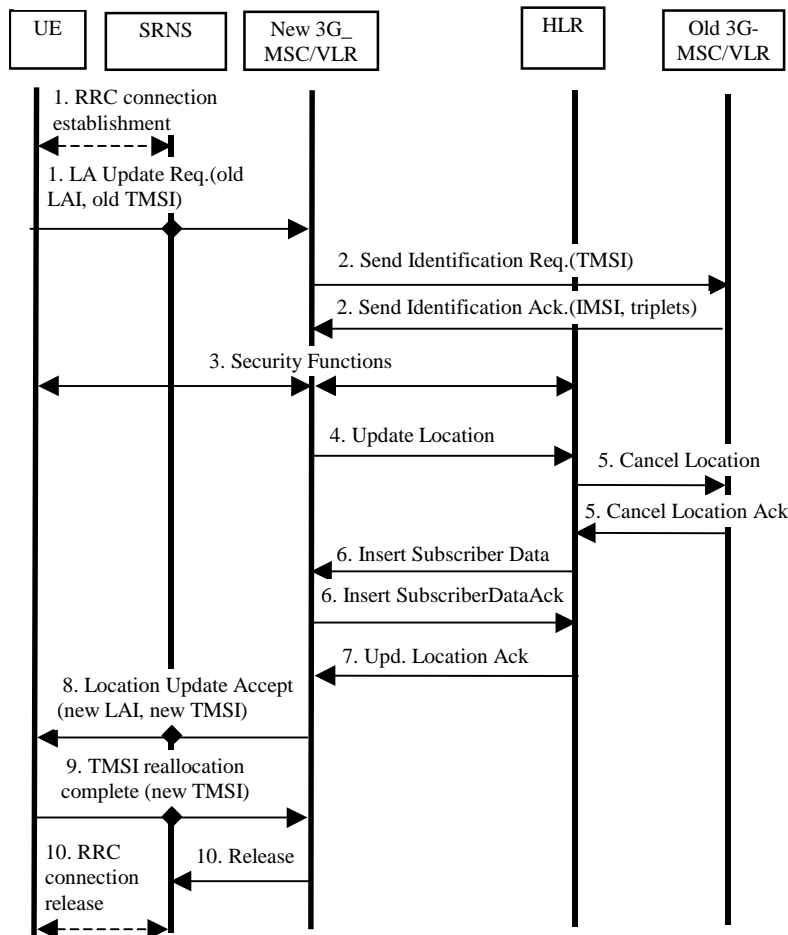 UE
SRNS
New 3G_
MSC/VLR
HLR
Old 3G-
MSC/VLR
1. RRC connection
establishment
1. LA Update Req.(old
LAI, old TMSI)
2. Send Identification Req.(TMSI)
2. Send Identification Ack.(IMSI, triplets)
3. Security Functions
4. Update Location
5. Cancel Location
5. Cancel Location Ack
6. Insert Subscriber Data
6. Insert SubscriberDataAck
7. Upd. Location Ack
8. Location Update Accept
(new LAI, new TMSI)
9. TMSI reallocation
complete (new TMSI)
10. RRC
connection
release
10. Release